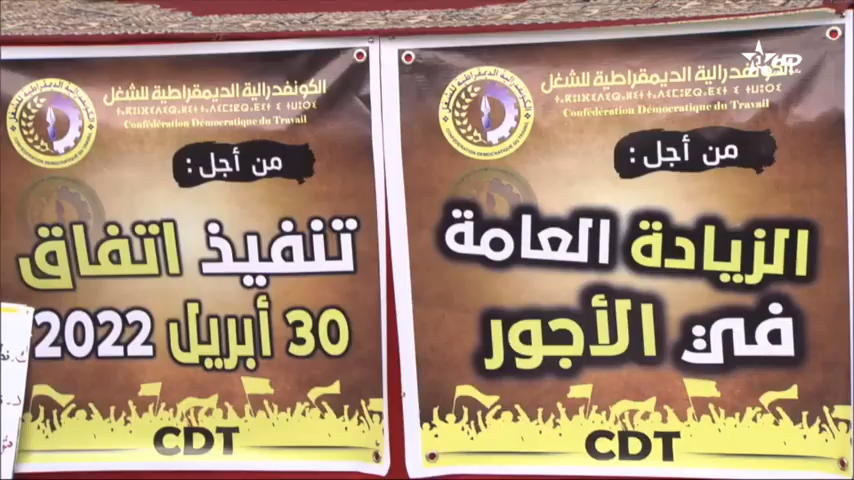 HD
الكونفدرالية الديمقراطية للشغل
Confédération Démocratique du Travail
من أجل :
الزيادة العامة
في الأجور
CDT
الكونفدرالية الديمقراطية للشغل
Confédération Démocratique du Travail
من أجل :
تنفيذ اتفاق
30 أبريل 2022
CDT